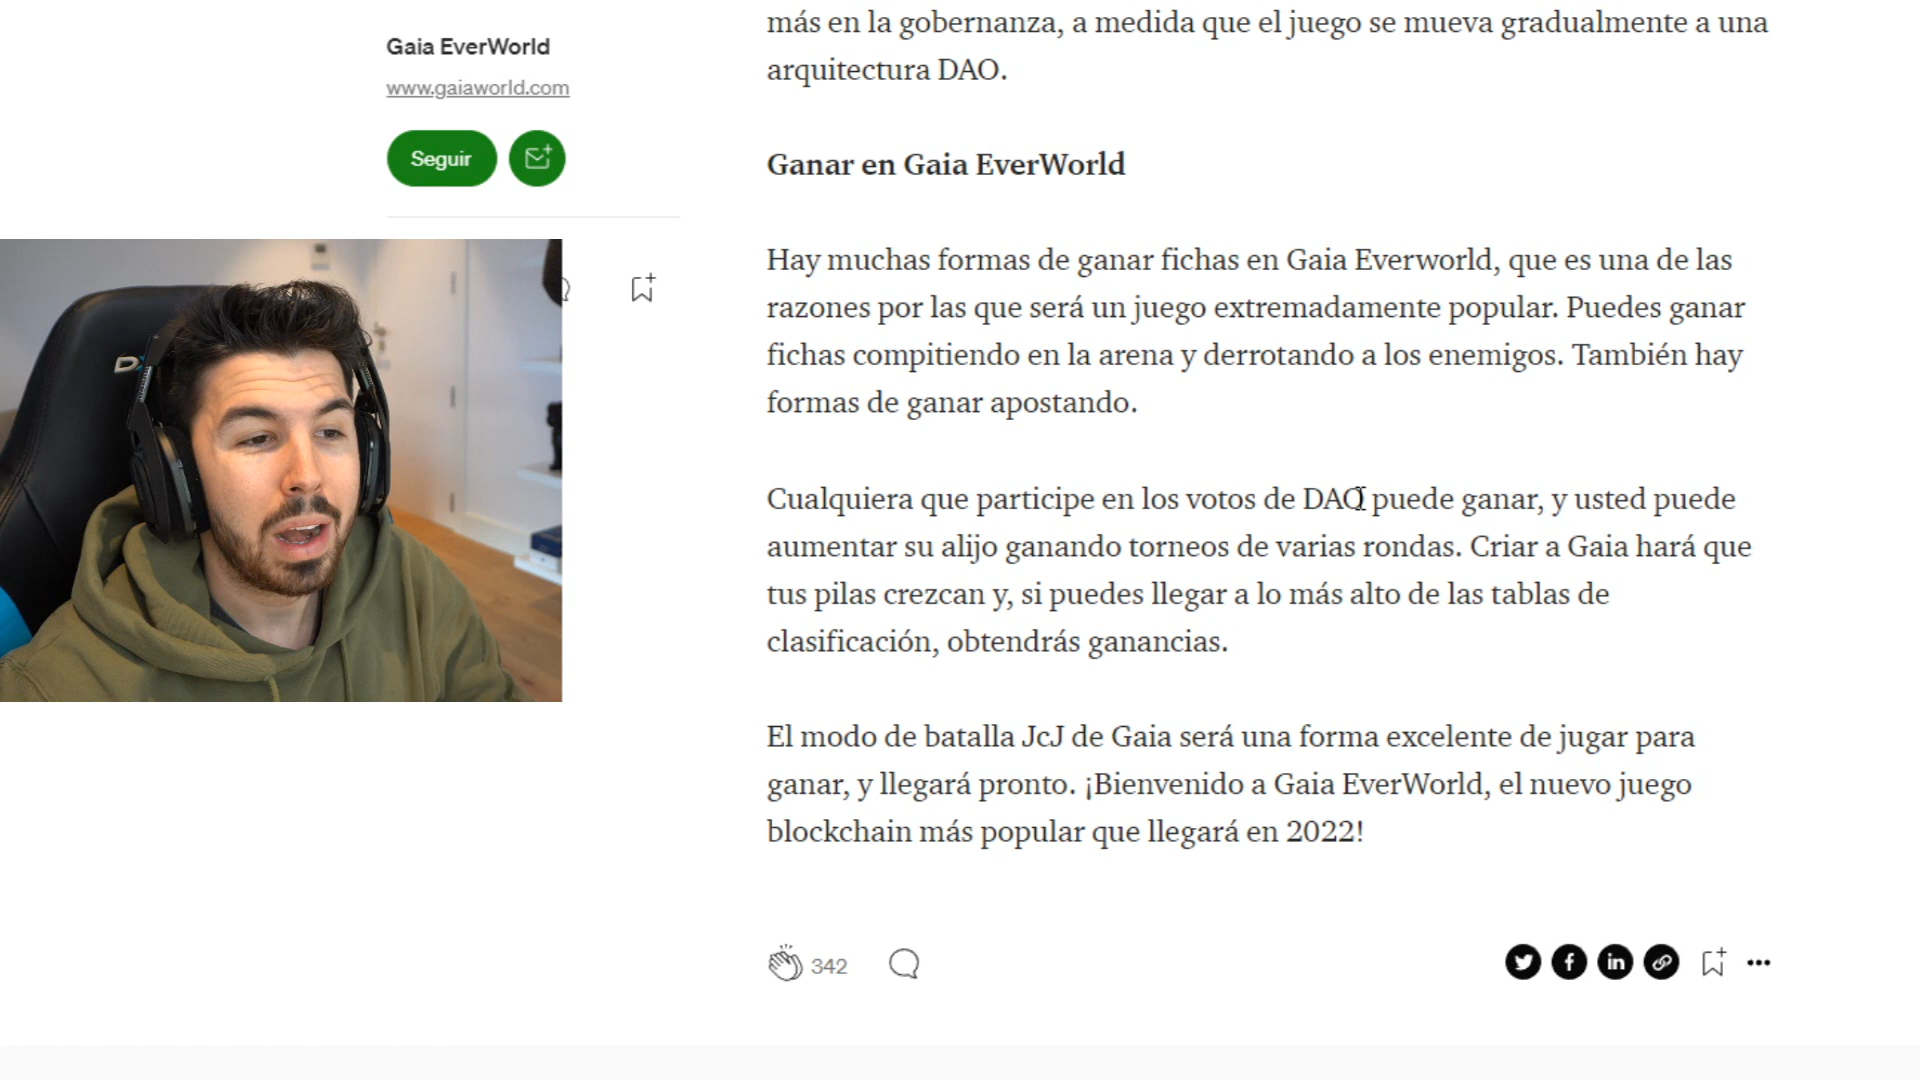 Gaia EverWorld
www.gaiaworld.com
Seguir
más en la gobernanza, a medida que el juego se mueva gradualmente a una
arquitectura DAO.
Ganar en Gaia EverWorld
Hay muchas formas de ganar fichas en Gaia Everworld, que es una de las
razones por las que será un juego extremadamente popular. Puedes ganar
fichas compitiendo en la arena y derrotando a los enemigos. También hay
formas de ganar apostando.
Cualquiera que participe en los votos de DAO puede ganar, y usted puede
aumentar su alijo ganando torneos de varias rondas. Criar a Gaia hará que
tus pilas crezcan y, si puedes llegar a lo más alto de las tablas de
clasificación, obtendrás ganancias.
El modo de batalla JcJ de Gaia será una forma excelente de jugar para
ganar, y llegará pronto. ¡Bienvenido a Gaia EverWorld, el nuevo juego
blockchain más popular que llegará en 2022!
342